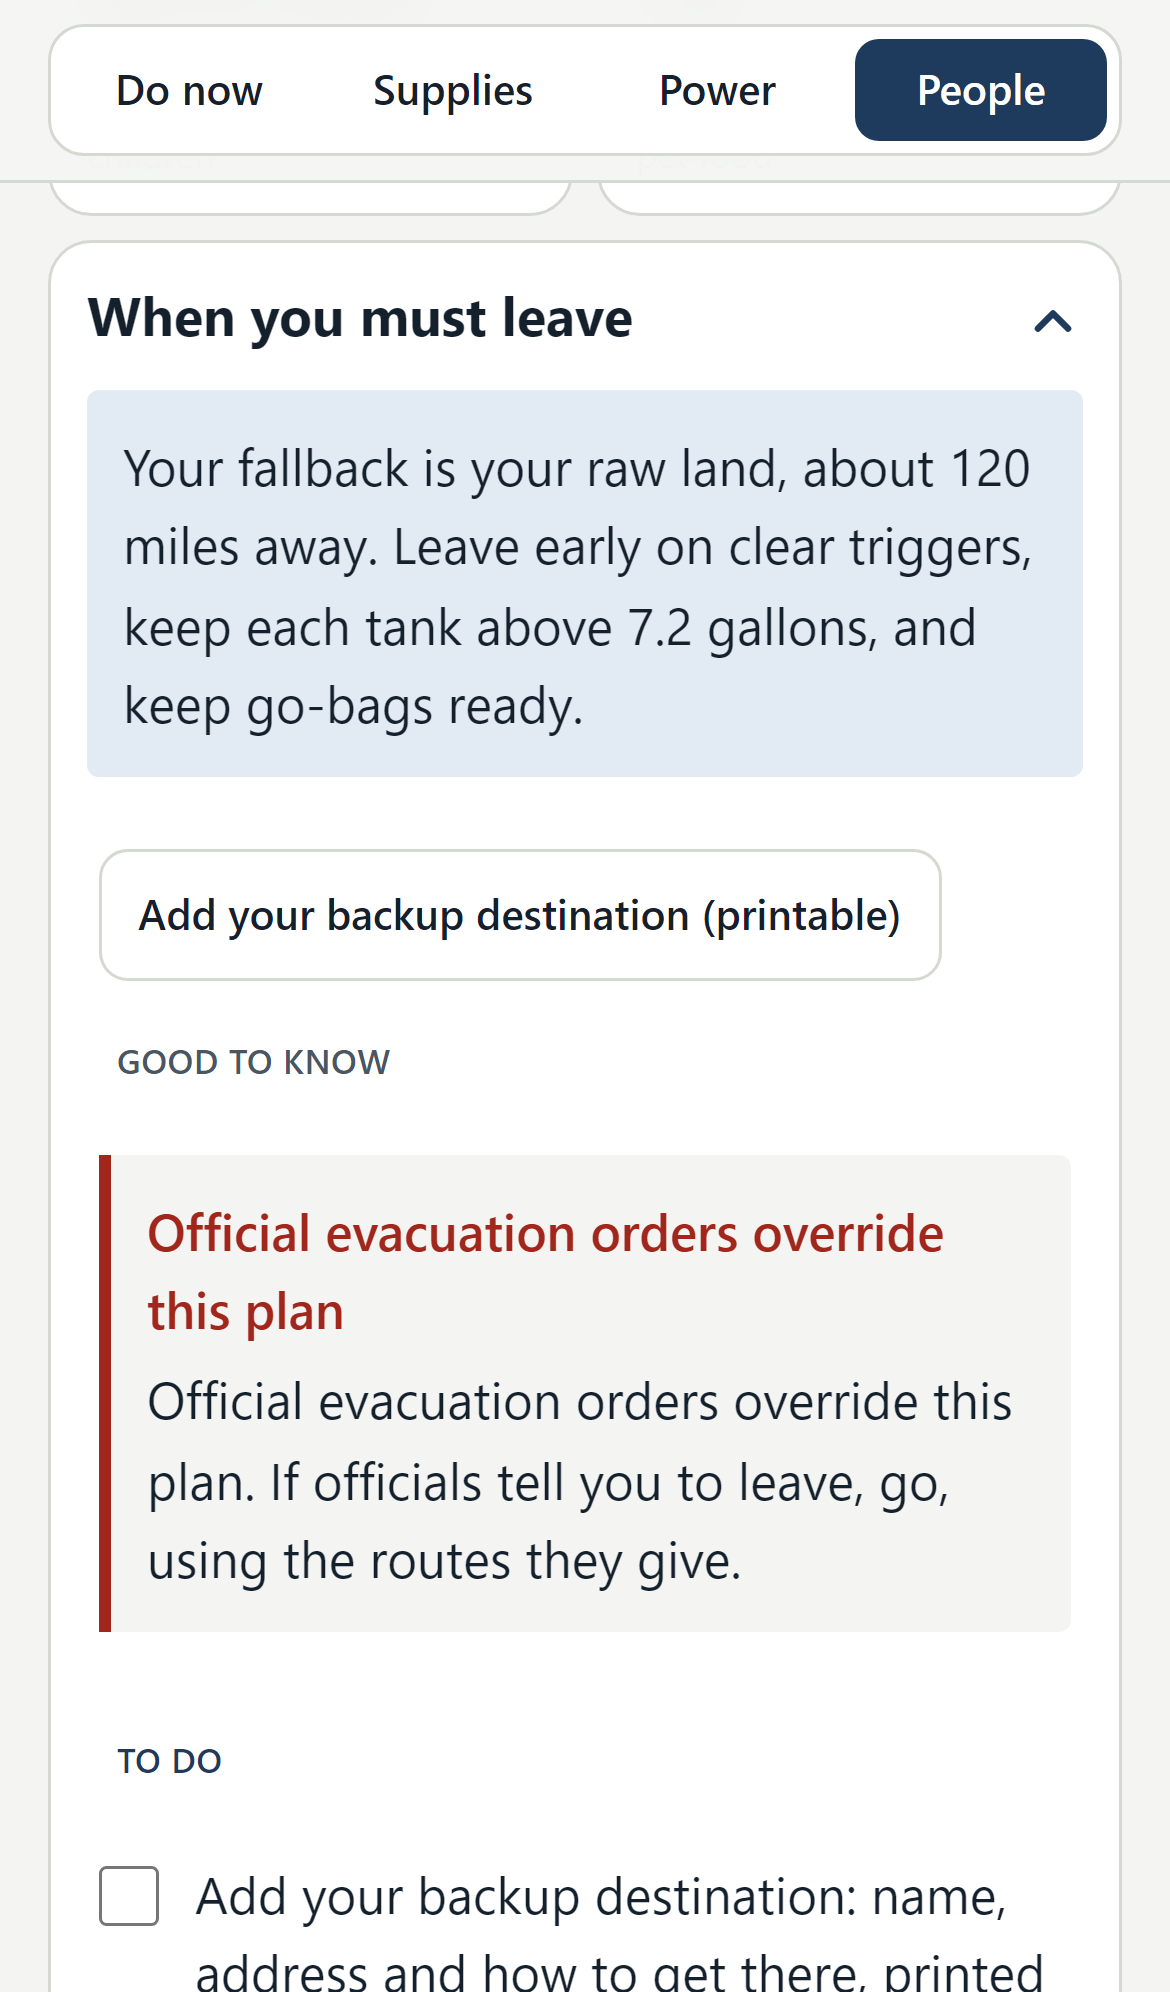 Do now
Supplies
Power
People
When you must leave
Your fallback is your raw land, about 120
miles away. Leave early on clear triggers,
keep each tank above 7.2 gallons, and
keep go-bags ready.
Add your backup destination (printable)
GOOD TO KNOW
Official evacuation orders override
this plan
Official evacuation orders override this
plan. If officials tell you to leave, go,
using the routes they give.
TO DO
Add your backup destination: name,
address and how to get there, printed